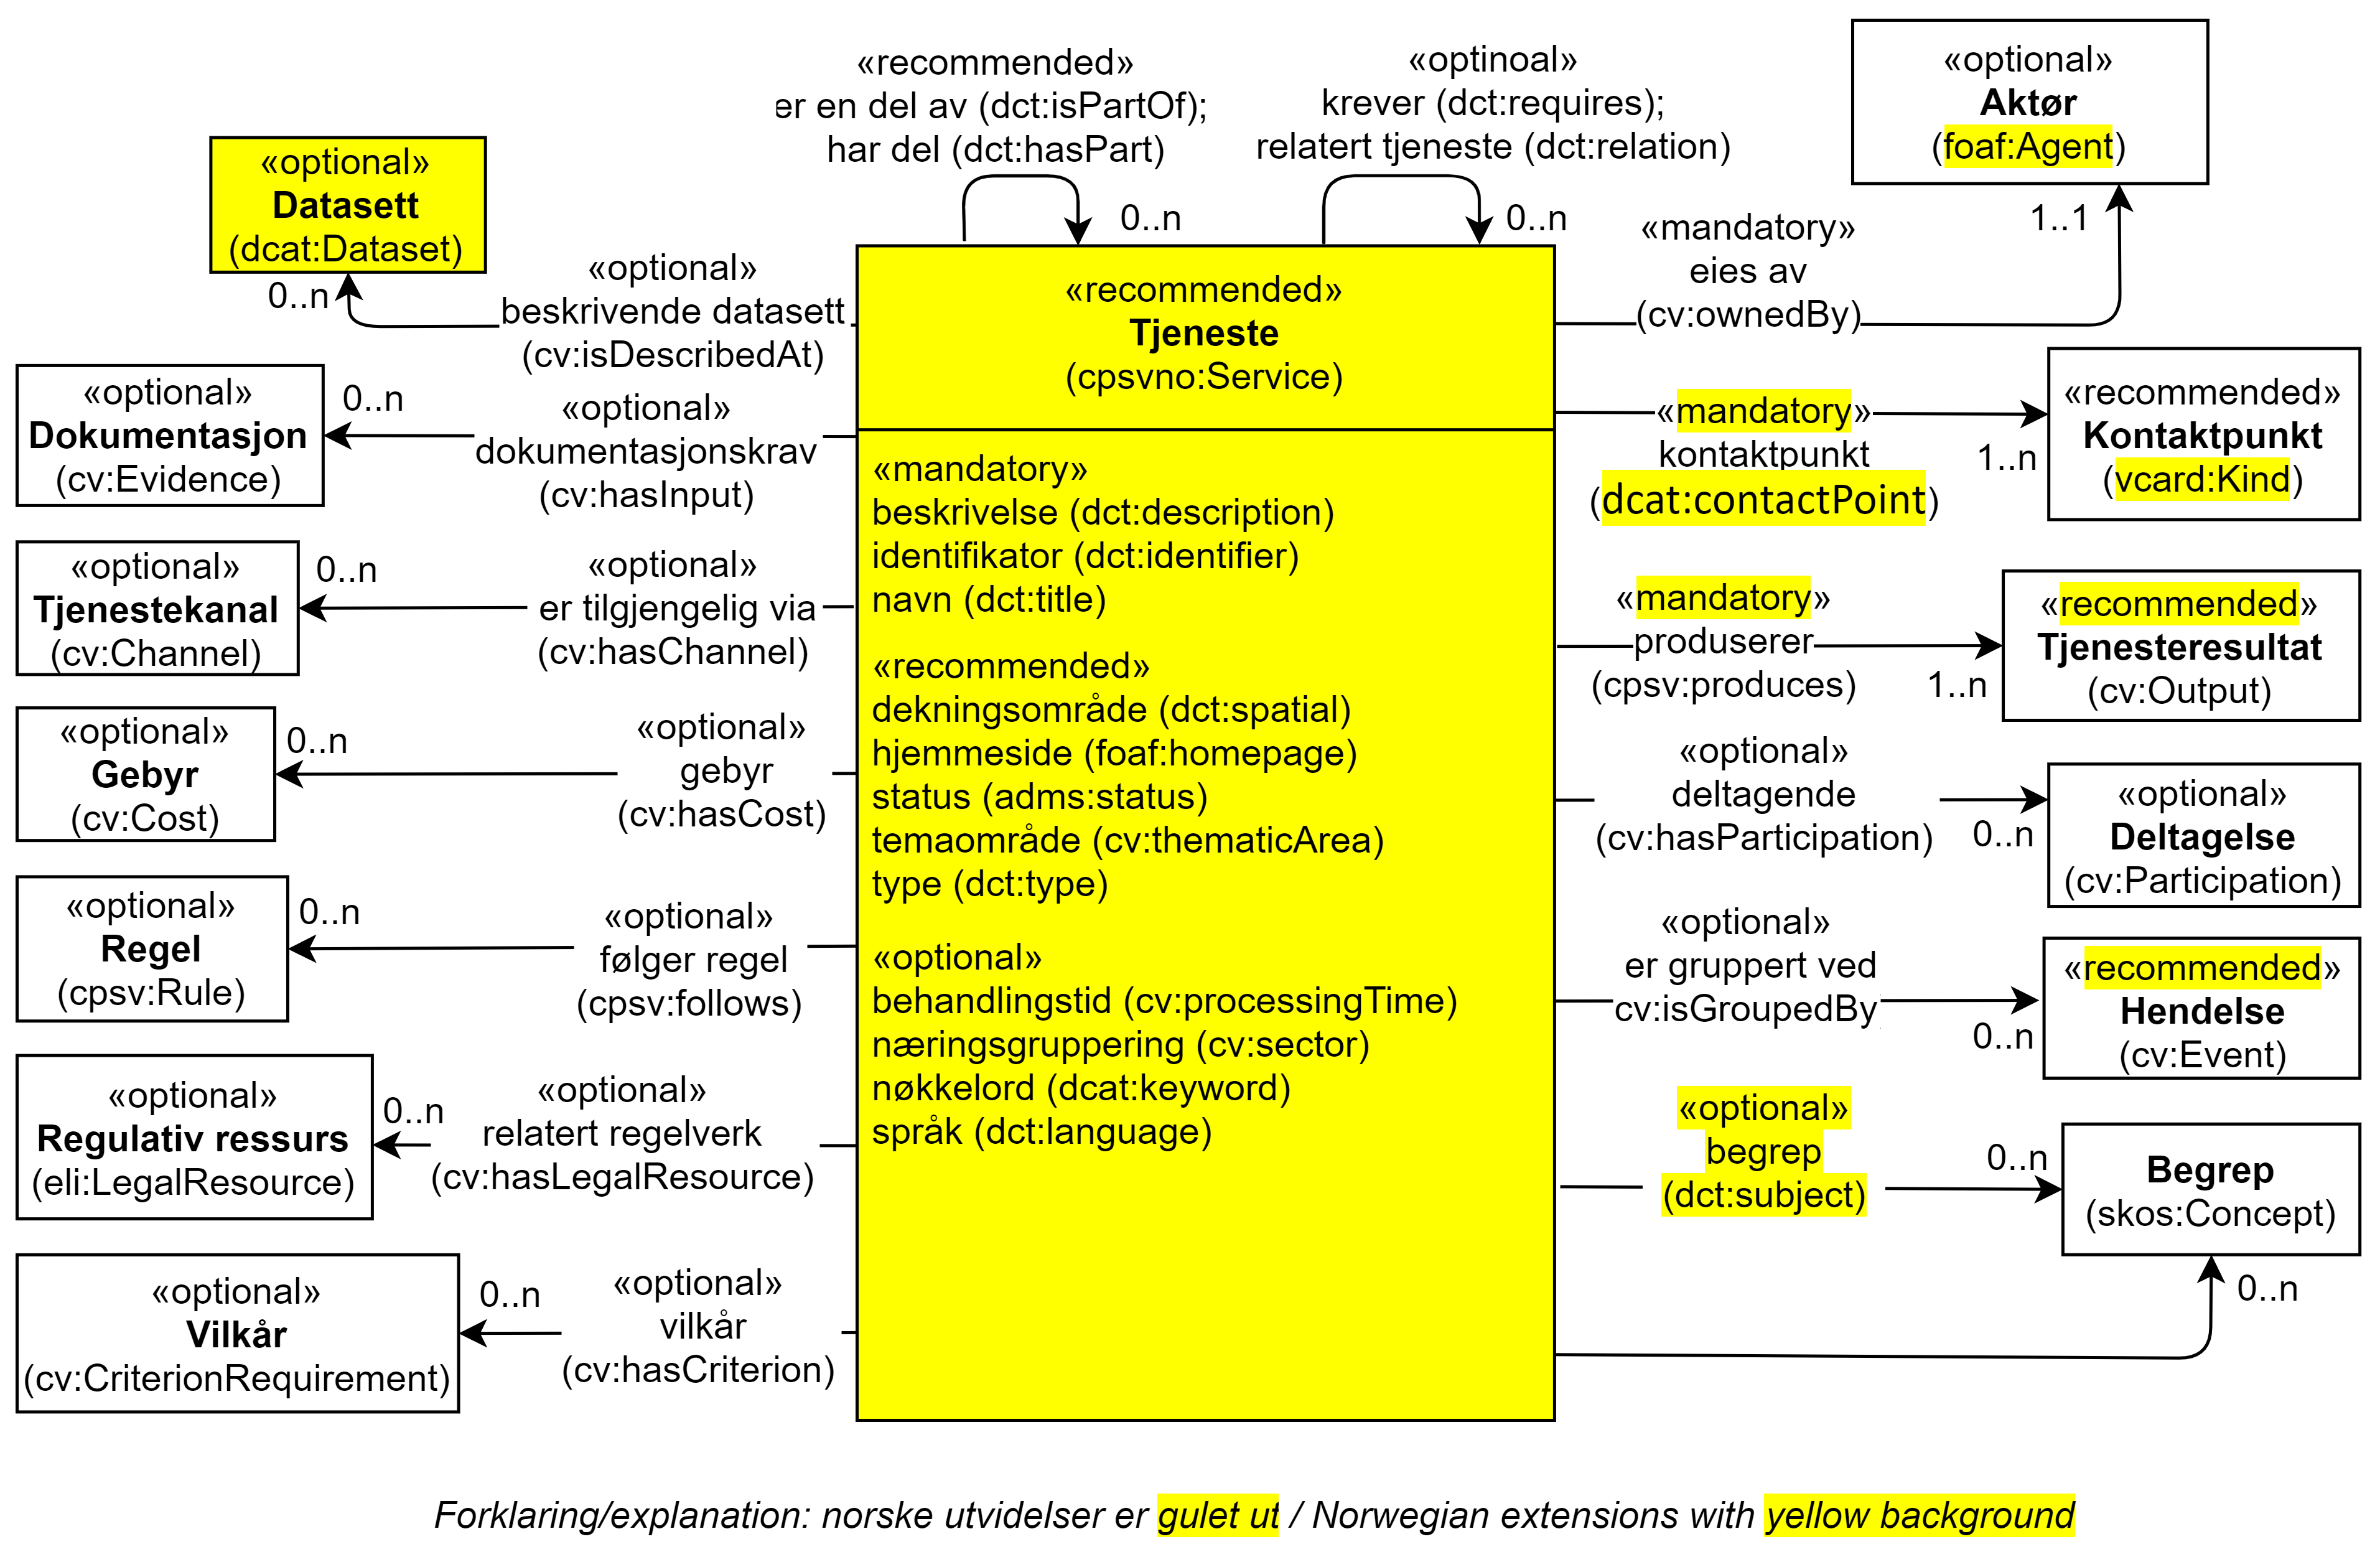 «recommended»
er en del av (dct:isPartOf);
har del (dct:hasPart)
0..n
«optinoal»
krever (dct:requires);
relatert tjeneste (dct:relation)
0..n
«optional»
Aktør
(foaf:Agent)
1..1
«mandatory»
eies av
(cv:ownedBy)
«optional»
Datasett
(dcat:Dataset)
0..n
«optional»
beskrivende datasett
(cv:isDescribedAt)
«recommended»
Tjeneste
(cpsvno:Service)
«mandatory»
beskrivelse (dct:description)
identifikator (dct:identifier)
navn (dct:title)
«recommended»
dekningsområde (dct:spatial)
hjemmeside (foaf:homepage)
status (adms:status)
temaområde (cv:thematicArea)
type (dct:type)
«optional»
behandlingstid (cv:processingTime)
næringsgruppering (cv:sector)
nøkkelord (dcat:keyword)
språk (dct:language)
«optional»
Dokumentasjon
(cv:Evidence)
0..n
«optional»
dokumentasjonskrav
(cv:hasInput)
«optional»
Tjenestekanal
(cv:Channel)
0..n
«optional»
er tilgjengelig via
(cv:hasChannel)
«optional»
Gebyr
(cv:Cost)
0..n
«optional»
gebyr
(cv:hasCost)
«optional»
Regel
(cpsv:Rule)
0..n
«optional»
følger regel
(cpsv:follows)
«optional»
Regulativ ressurs
(eli:LegalResource)
0..n
«optional»
relatert regelverk
(cv:hasLegalResource)
«optional»
Vilkår
(cv:CriterionRequirement)
0..n
«optional»
vilkår
(cv:hasCriterion)
«mandatory»
kontaktpunkt
(dcat:contactPoint)
1..n
«recommended»
Kontaktpunkt
(vcard:Kind)
«mandatory»
produserer
(cpsv:produces)
1..n
«recommended»
Tjenesteresultat
(cv:Output)
«optional»
deltagende
(cv:hasParticipation)
0..n
«optional»
Deltagelse
(cv:Participation)
«optional»
er gruppert ved
cv:isGroupedBy
0..n
«recommended»
Hendelse
(cv:Event)
«optional»
begrep
(dct:subject)
0..n
Begrep
(skos:Concept)
0..n
Forklaring/explanation: norske utvidelser er gulet ut / Norwegian extensions with yellow background